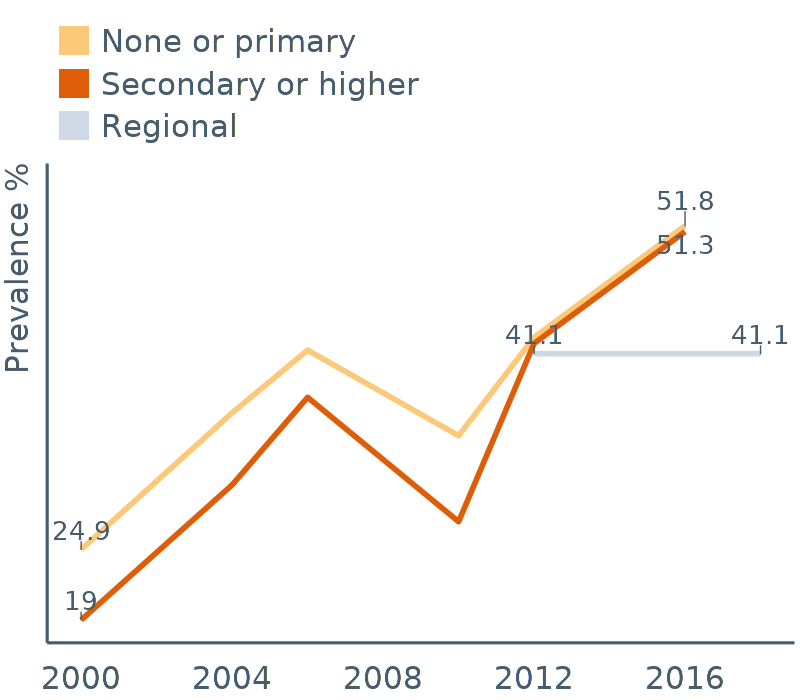 None or primary
Secondary or higher
Regional
Prevalence %
51.8
51.3
41.1
41.1
24.9
19
2000 2004 2008 2012 2016